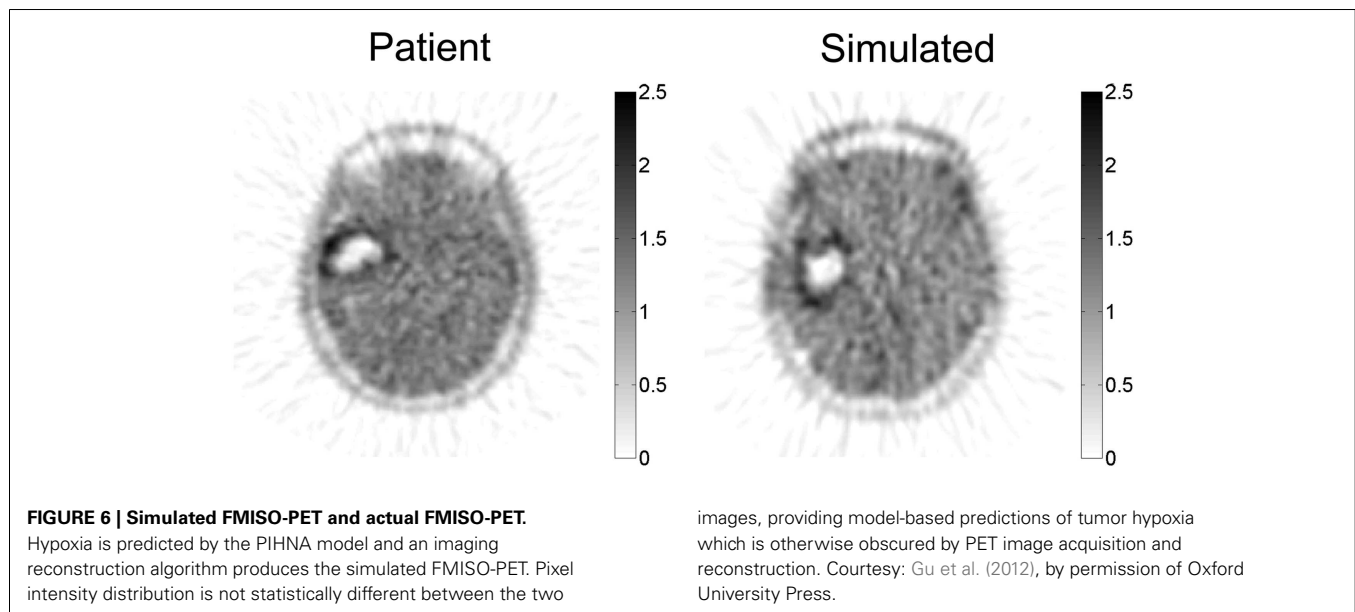 Patient
Simulated
2.5
2
1.5
1
0.5
0
2.5
2
1.5
1
0.5
0
FIGURE 6 | Simulated FMISO-PET and actual FMISO-PET.
Hypoxia is predicted by the PIHNA model and an imaging
reconstruction algorithm produces the simulated FMISO-PET. Pixel
intensity distribution is not statistically different between the two
images, providing model-based predictions of tumor hypoxia
which is otherwise obscured by PET image acquisition and
reconstruction. Courtesy: Gu et al. (2012), by permission of Oxford
University Press.